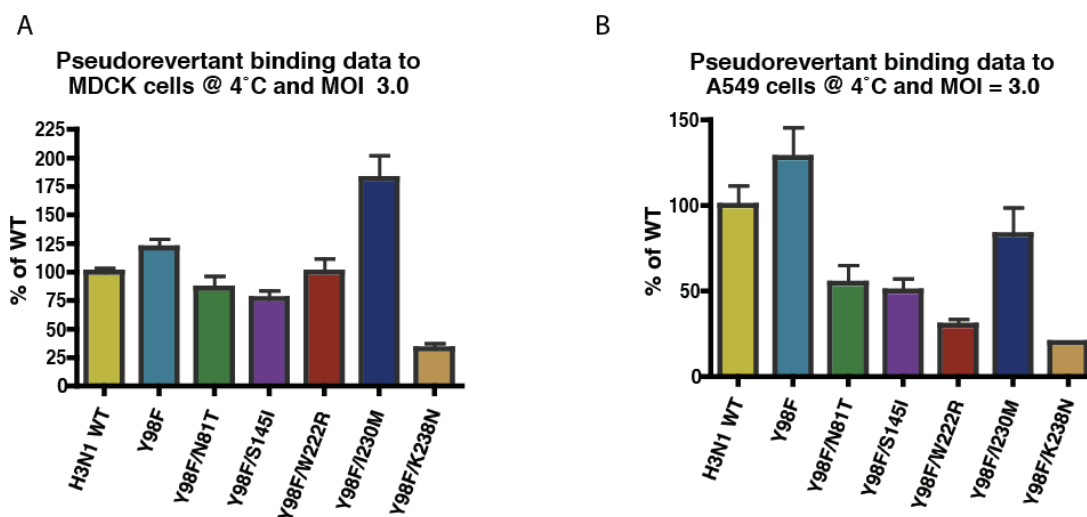 A
Pseudorevertant binding data to
MDCK cells @ 4˚C and MOI 3.0
% of WT
225
200
175
150
125
100
75
50
25
0
H3N1 WT
Y98F
Y98F/N81T
Y98F/S145I
Y98F/W222R
Y98F/I230M
Y98F/K238N
B
Pseudorevertant binding data to
A549 cells @ 4˚C and MOI = 3.0
% of WT
150
100
50
0
H3N1 WT
Y98F
Y98F/N81T
Y98F/S145I
Y98F/W222R
Y98F/I230M
Y98F/K238N